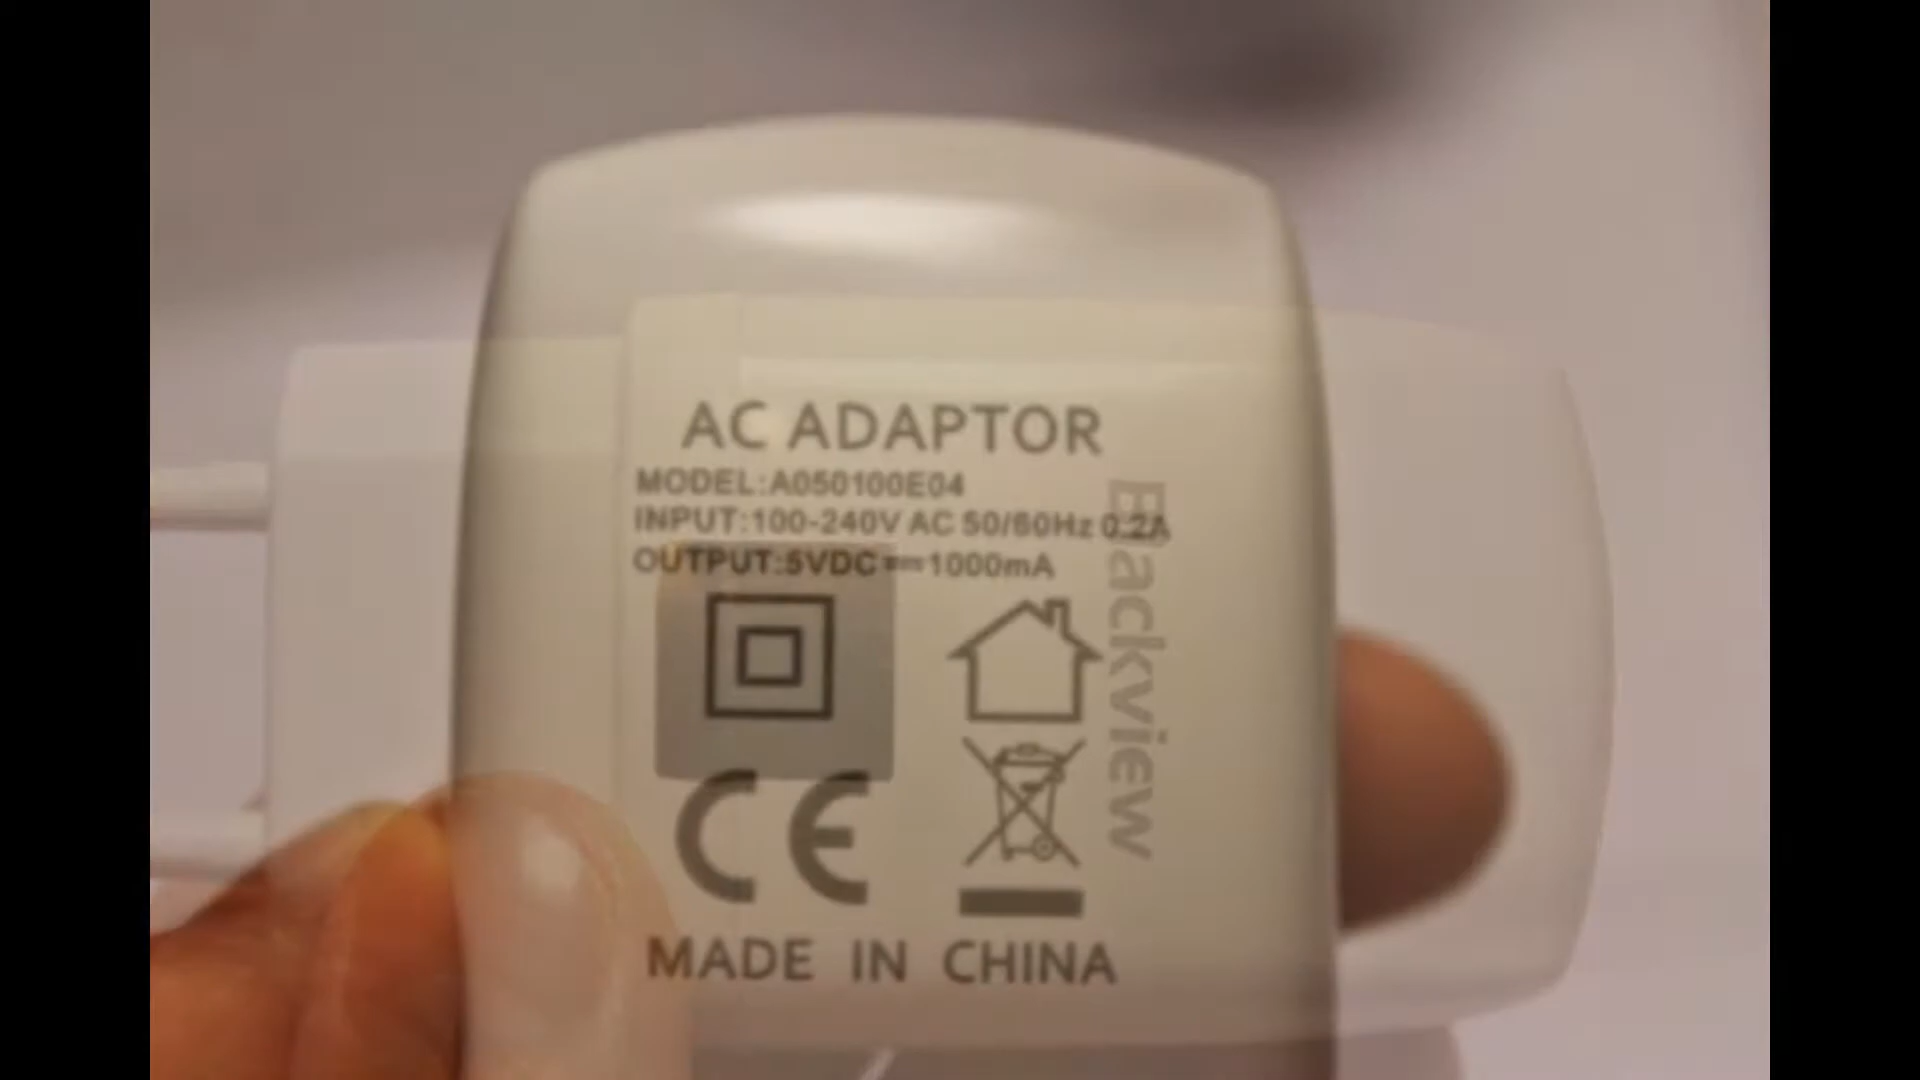 AC ADAPTOR
MODEL:A050100E04
INPUT:100-240V AC 50/60Hz 0.2A
OUTPUT:5VDC⎓1000mA
CE
MADE IN CHINA
Blackview